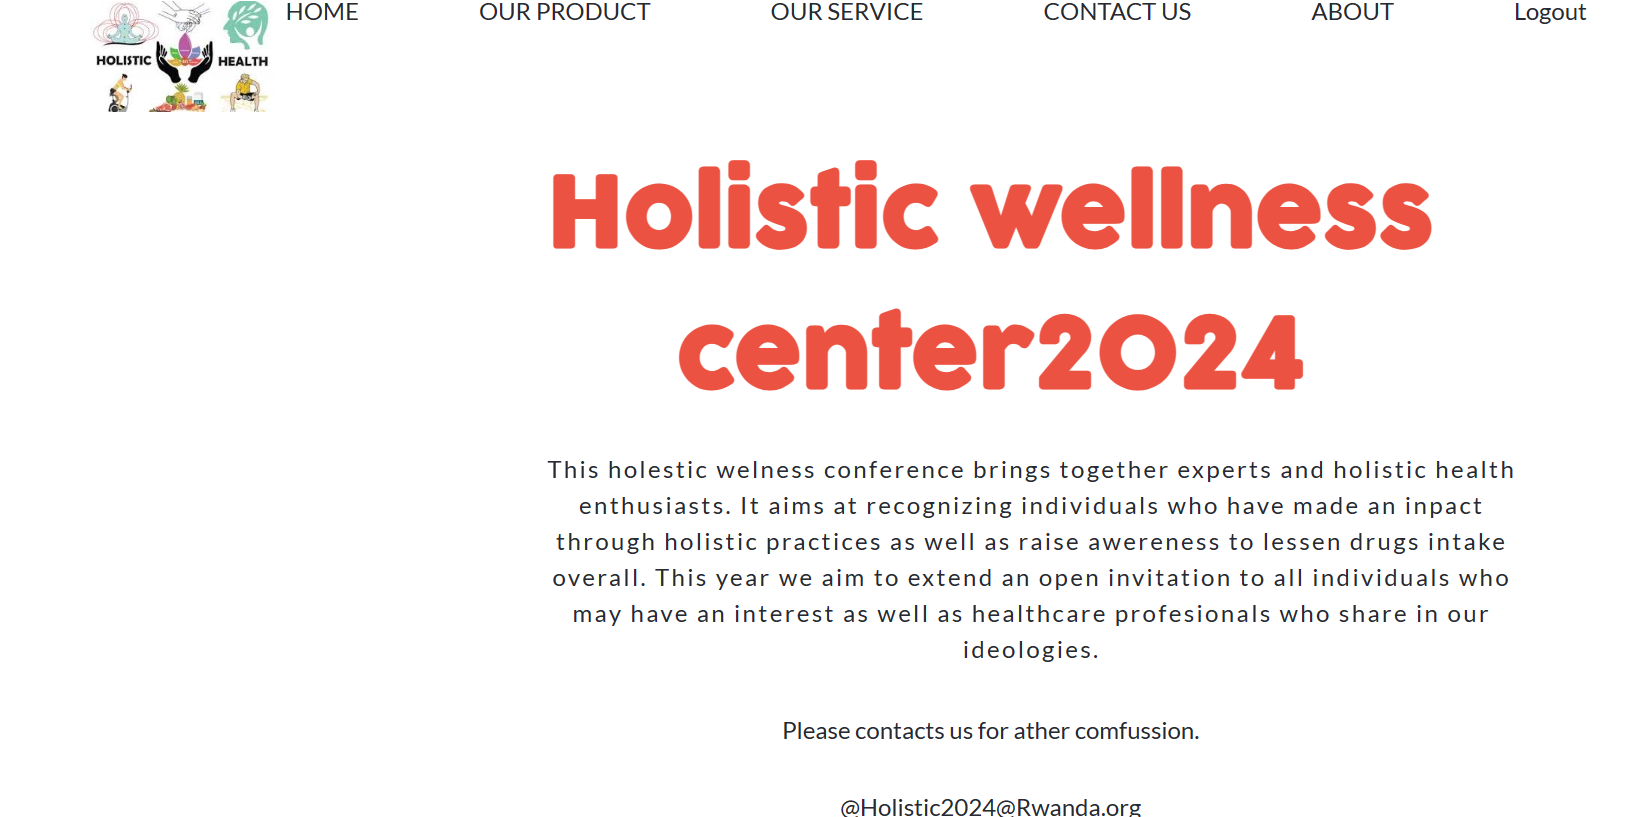 HOME OUR PRODUCT OUR SERVICE CONTACT US ABOUT Logout
HOLISTIC HEALTH
Holistic wellness
center2024
This holestic welness conference brings together experts and holistic health
enthusiasts. It aims at recognizing individuals who have made an inpact
through holistic practices as well as raise awereness to lessen drugs intake
overall. This year we aim to extend an open invitation to all individuals who
may have an interest as well as healthcare profesionals who share in our
ideologies.
Please contacts us for ather comfussion.
@Holistic2024@Rwanda.org